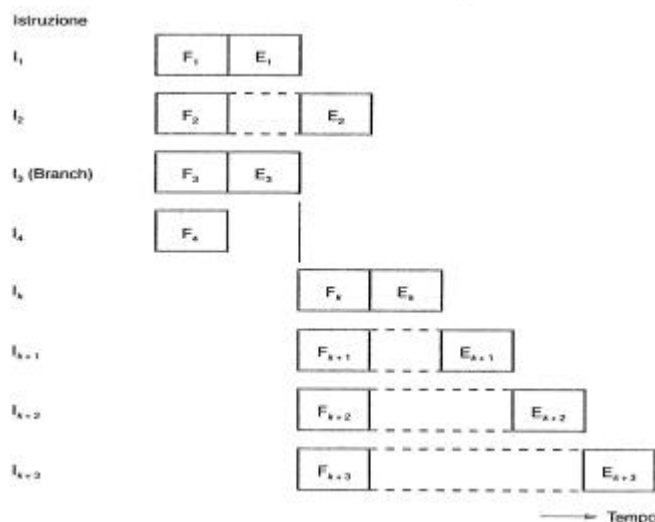 Istruzione
I₁ F₁ E₁
I₂ F₂ E₂
I₃ (Branch) F₃ E₃
I₄ F₄
Iₖ Fₖ Eₖ
Iₖ₊₁ Fₖ₊₁ Eₖ₊₁
Iₖ₊₂ Fₖ₊₂ Eₖ₊₂
Iₖ₊₃ Fₖ₊₃ Eₖ₊₃
Tempo